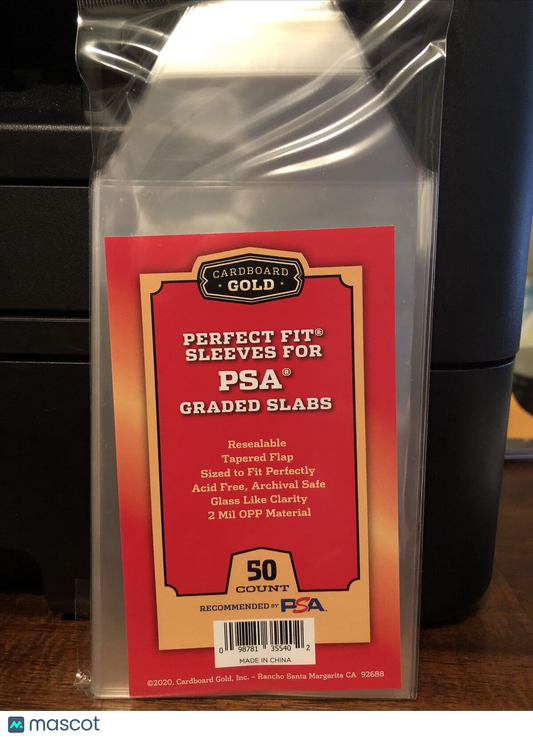 CARDBOARD
GOLD
PERFECT FIT®
SLEEVES FOR
PSA®
GRADED SLABS
Resealable
Tapered Flap
Sized to Fit Perfectly
Acid Free, Archival Safe
Glass Like Clarity
2 Mil OPP Material
50
COUNT
RECOMMENDED BY PSA
0 98781 35540 2
MADE IN CHINA
©2020, Cardboard Gold, Inc. – Rancho Santa Margarita CA 92688
mascot